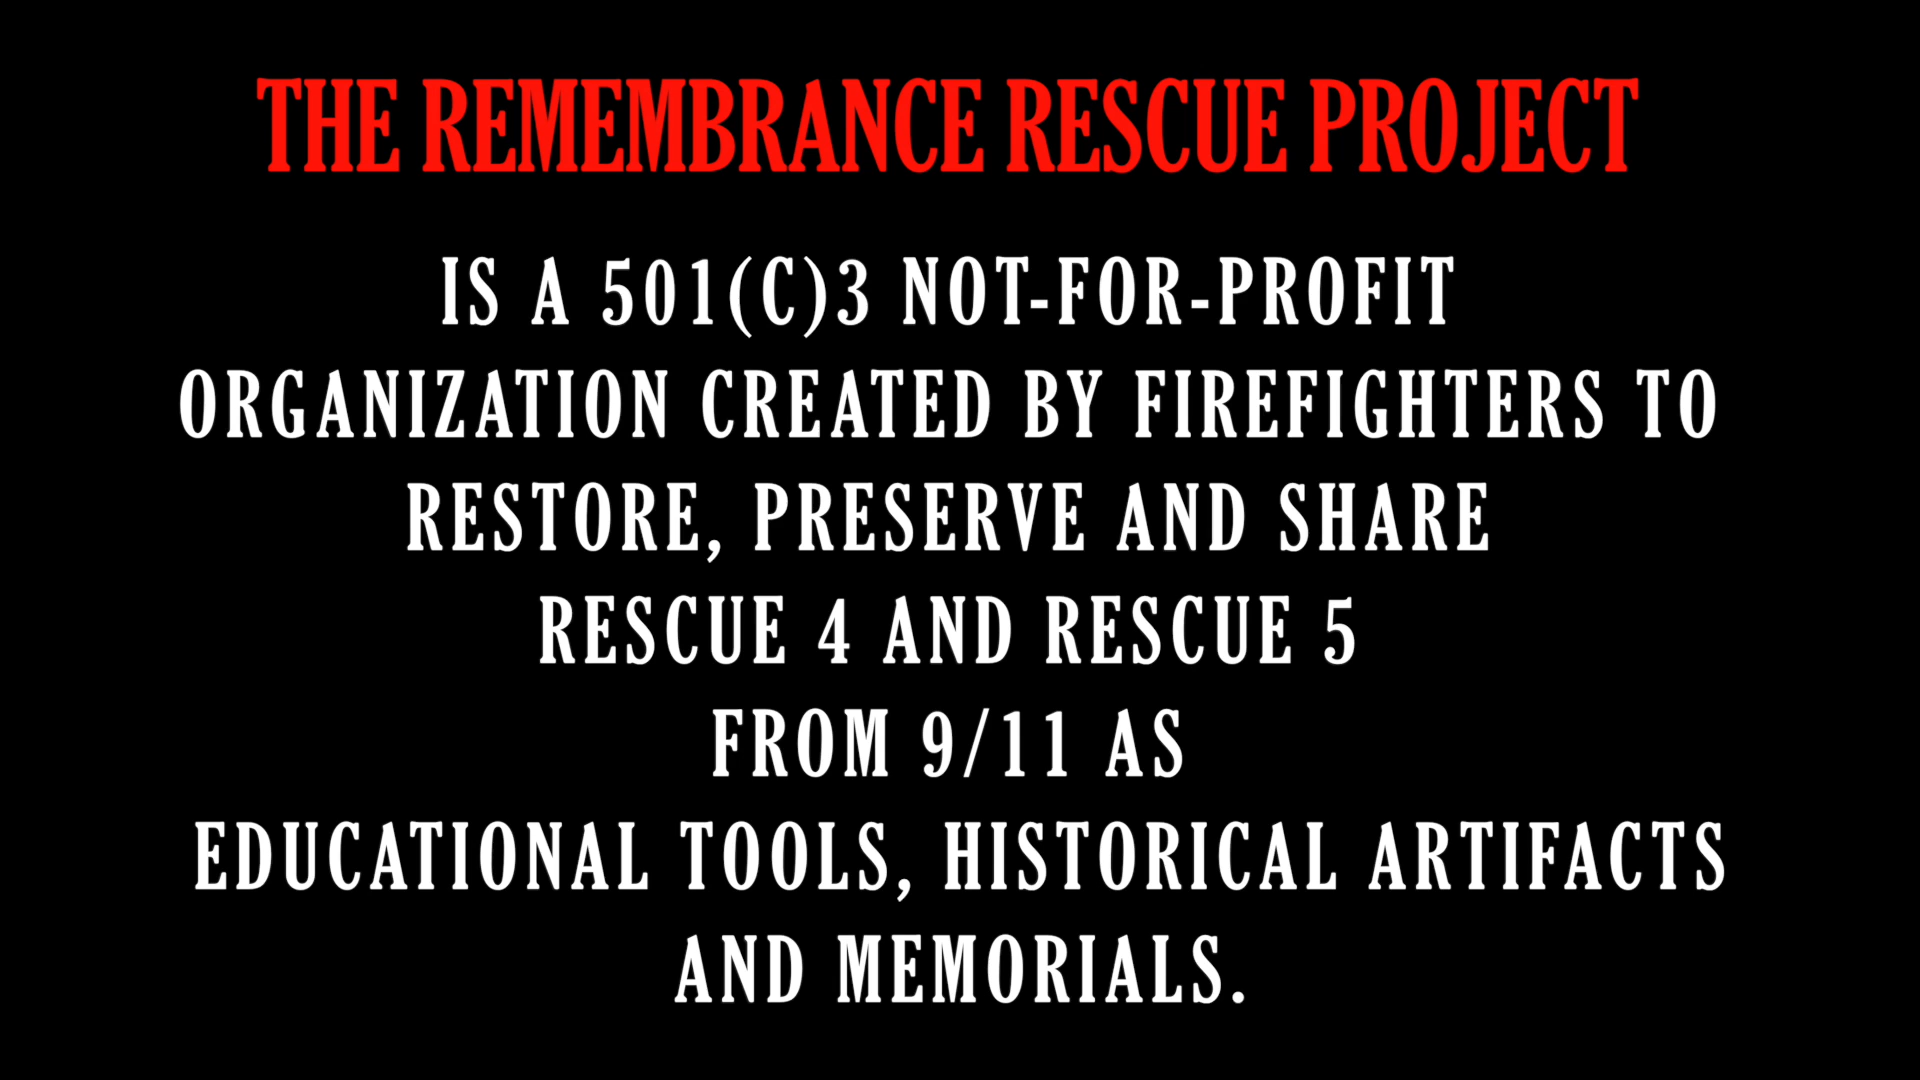 THE REMEMBRANCE RESCUE PROJECT
IS A 501(C)3 NOT-FOR-PROFIT
ORGANIZATION CREATED BY FIREFIGHTERS TO
RESTORE, PRESERVE AND SHARE
RESCUE 4 AND RESCUE 5
FROM 9/11 AS
EDUCATIONAL TOOLS, HISTORICAL ARTIFACTS
AND MEMORIALS.